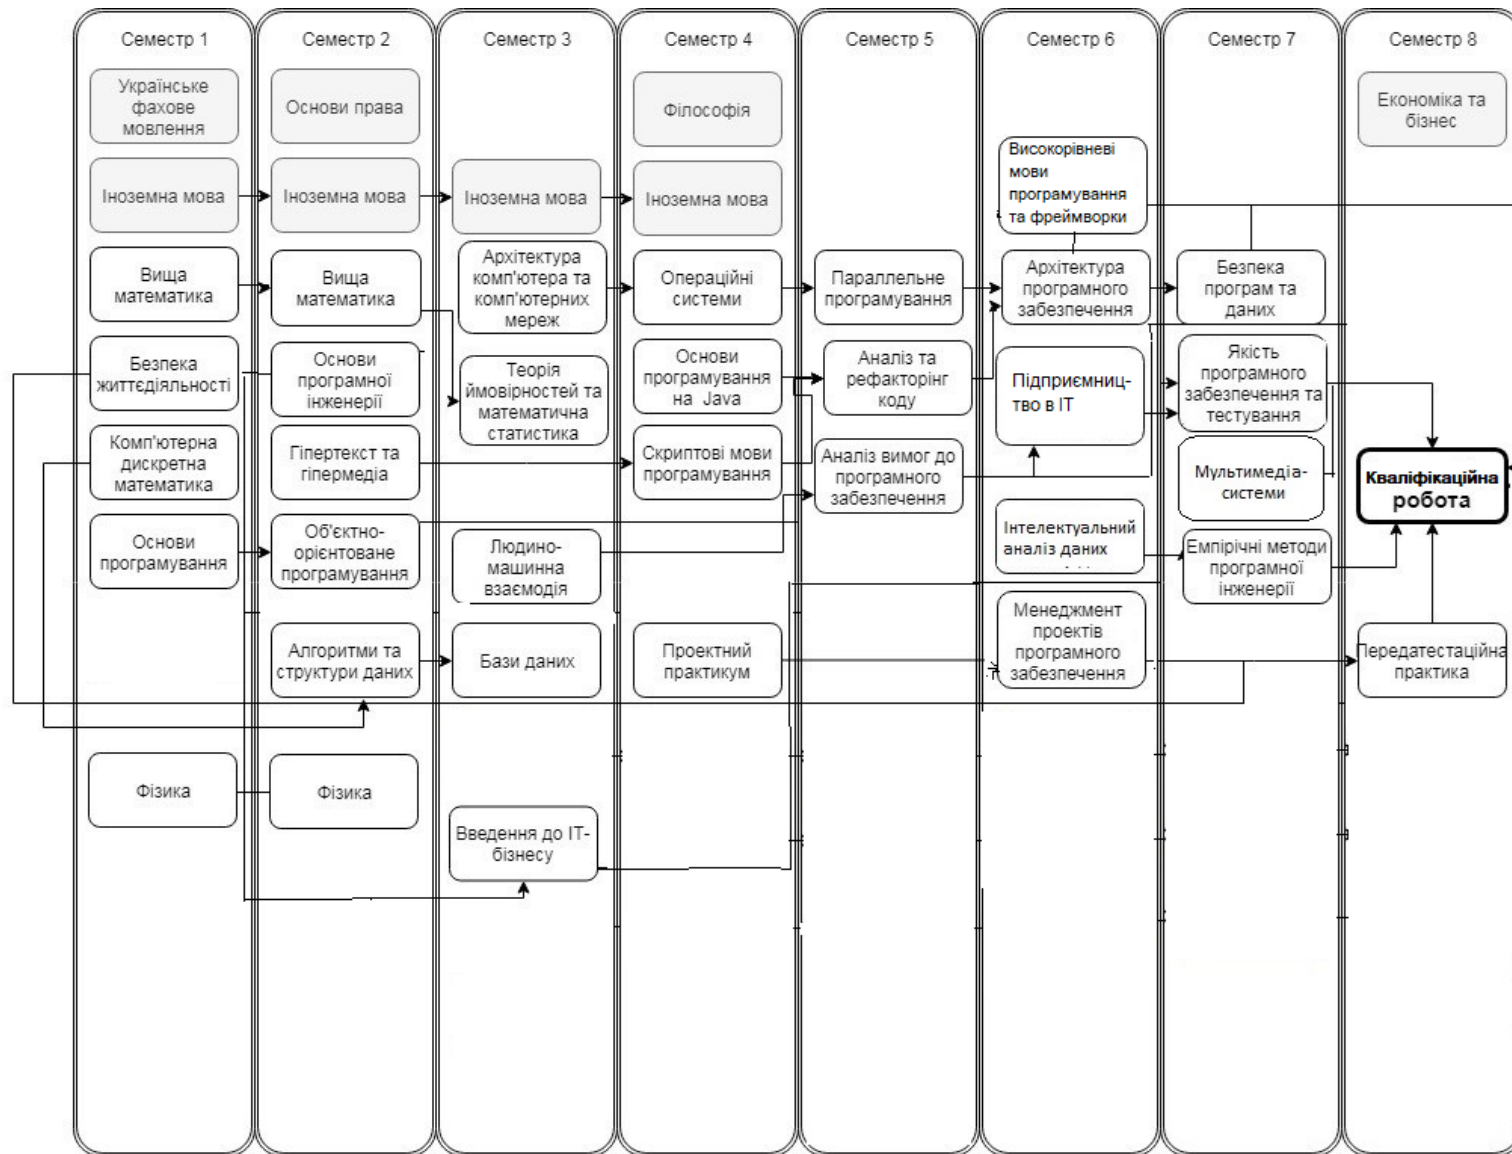 Семестр 1
Українське
фахове
мовлення
Іноземна мова
Вища
математика
Безпека
життєдіяльності
Комп'ютерна
дискретна
математика
Основи
програмування
Фізика
Семестр 2
Основи права
Іноземна мова
Вища
математика
Основи
програмної
інженерії
Гіпертекст та
гіпермедіа
Об'єктно-
орієнтоване
програмування
Алгоритми та
структури даних
Фізика
Семестр 3
Іноземна мова
Архітектура
комп'ютера та
комп'ютерних
мереж
Теорія
ймовірностей та
математична
статистика
Людино-
машинна
взаємодія
Бази даних
Введення до ІТ-
бізнесу
Семестр 4
Філософія
Іноземна мова
Операційні
системи
Основи
програмування
на Java
Скриптові мови
програмування
Проектний
практикум
Семестр 5
Параллельне
програмування
Аналіз та
рефакторінг
коду
Аналіз вимог до
програмного
забезпечення
Семестр 6
Високорівневі
мови
програмування
та фреймворки
Архітектура
програмного
забезпечення
Підприємниц-
тво в ІТ
Інтелектуальний
аналіз даних
Менеджмент
проектів
програмного
забезпечення
Семестр 7
Безпека
програм та
даних
Якість
програмного
забезпечення та
тестування
Мультимедіа-
системи
Емпірічні методи
програмної
інженерії
Семестр 8
Економіка та
бізнес
Кваліфікаційна
робота
Передатестаційна
практика